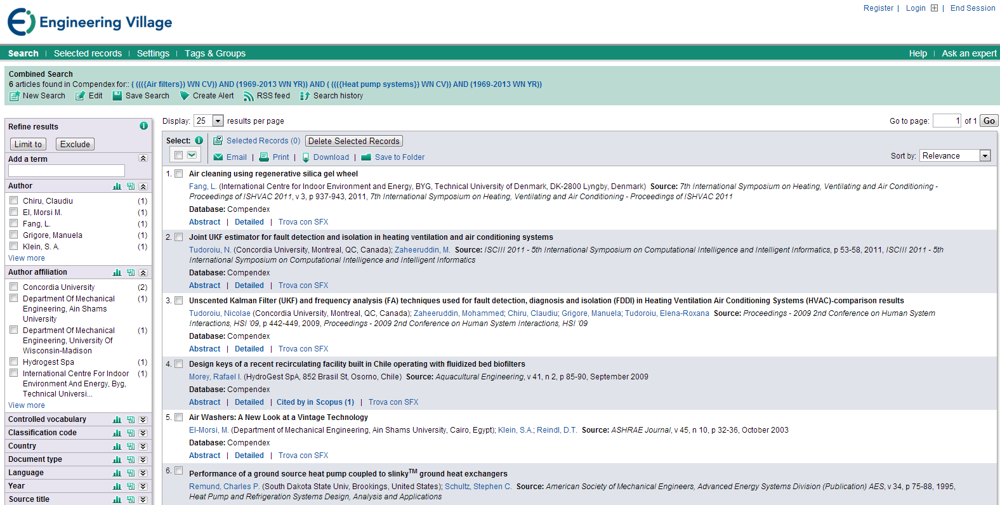 Register | Login | End Session
Engineering Village
Search | Selected records | Settings | Tags & Groups
Help | Ask an expert
Combined Search
6 articles found in Compendex for:: ( ((({Air filters}) WN CV)) AND (1969-2013 WN YR)) AND ( ((({Heat pump systems}) WN CV)) AND (1969-2013 WN YR))
New Search Edit Save Search Create Alert RSS feed Search history
Refine results
Limit to Exclude
Add a term
Author
Chiru, Claudiu (1)
El, Morsi M. (1)
Fang, L. (1)
Grigore, Manuela (1)
Klein, S. A. (1)
View more
Author affiliation
Concordia University (2)
Department Of Mechanical (1)
Engineering, Ain Shams
University
Department Of Mechanical (1)
Engineering, University Of
Wisconsin-Madison
Hydrogest Spa (1)
International Centre For Indoor (1)
Environment And Energy, Byg,
Technical Universi...
View more
Controlled vocabulary
Classification code
Country
Document type
Language
Year
Source title
Display: 25 results per page
Go to page: 1 of 1 Go
Select: Selected Records (0) Delete Selected Records
Email | Print | Download | Save to Folder
Sort by: Relevance
1. Air cleaning using regenerative silica gel wheel
Fang, L. (International Centre for Indoor Environment and Energy, BYG, Technical University of Denmark, DK-2800 Lyngby, Denmark) Source: 7th International Symposium on Heating, Ventilating and Air Conditioning -
Proceedings of ISHVAC 2011, v 3, p 937-943, 2011, 7th International Symposium on Heating, Ventilating and Air Conditioning - Proceedings of ISHVAC 2011
Database: Compendex
Abstract | Detailed | Trova con SFX
2. Joint UKF estimator for fault detection and isolation in heating ventilation and air conditioning systems
Tudoroiu, N. (Concordia University, Montreal, QC, Canada); Zaheeruddin, M. Source: ISCIII 2011 - 5th International Symposium on Computational Intelligence and Intelligent Informatics, p 53-58, 2011, ISCIII 2011 - 5th
International Symposium on Computational Intelligence and Intelligent Informatics
Database: Compendex
Abstract | Detailed | Trova con SFX
3. Unscented Kalman Filter (UKF) and frequency analysis (FA) techniques used for fault detection, diagnosis and isolation (FDDI) in Heating Ventilation Air Conditioning Systems (HVAC)-comparison results
Tudoroiu, Nicolae (Concordia University, Montreal, QC, Canada); Zaheeruddin, Mohammed; Chiru, Claudiu; Grigore, Manuela; Tudoroiu, Elena-Roxana Source: Proceedings - 2009 2nd Conference on Human System
Interactions, HSI '09, p 442-449, 2009, Proceedings - 2009 2nd Conference on Human System Interactions, HSI '09
Database: Compendex
Abstract | Detailed | Trova con SFX
4. Design keys of a recent recirculating facility built in Chile operating with fluidized bed biofilters
Morey, Rafael I. (HydroGest SpA, 852 Brasil St, Osorno, Chile) Source: Aquacultural Engineering, v 41, n 2, p 85-90, September 2009
Database: Compendex
Abstract | Detailed | Cited by in Scopus (1) | Trova con SFX
5. Air Washers: A New Look at a Vintage Technology
El-Morsi, M. (Department of Mechanical Engineering, Ain Shams University, Cairo, Egypt); Klein, S.A.; Reindl, D.T. Source: ASHRAE Journal, v 45, n 10, p 32-36, October 2003
Database: Compendex
Abstract | Detailed | Trova con SFX
6. Performance of a ground source heat pump coupled to slinky™ ground heat exchangers
Remund, Charles P. (South Dakota State Univ, Brookings, United States); Schultz, Stephen C. Source: American Society of Mechanical Engineers, Advanced Energy Systems Division (Publication) AES, v 34, p 75-88, 1995,
Heat Pump and Refrigeration Systems Design, Analysis and Applications